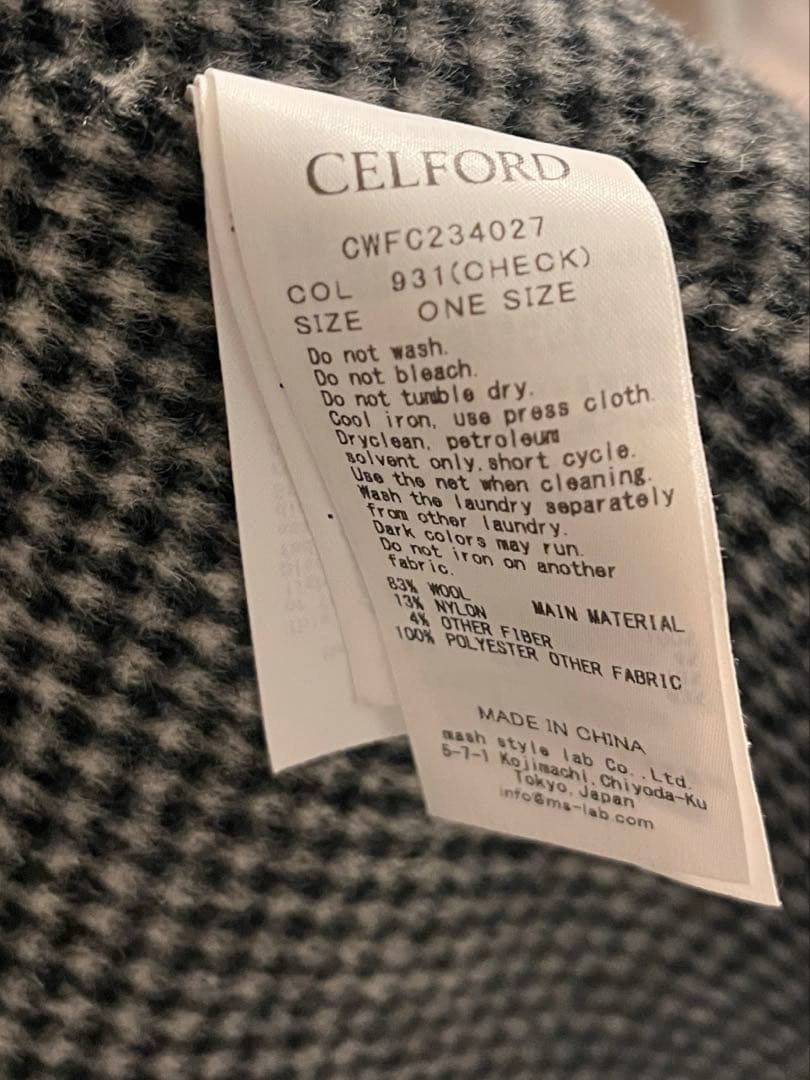 CELFORD
CWFC234027
COL 931(CHECK)
SIZE ONE SIZE
Do not wash.
Do not bleach.
Do not tumble dry.
Cool iron, use press cloth.
Dryclean, petroleum
solvent only.short cycle.
Use the net when cleaning.
Wash the laundry separately
from other laundry.
Dark colors may run.
Do not iron on another
fabric.
83% WOOL
13% NYLON MAIN MATERIAL
4% OTHER FIBER
100% POLYESTER OTHER FABRIC
MADE IN CHINA
mash style lab Co.,Ltd.
5-7-1 Kojimachi,Chiyoda-Ku
Tokyo,Japan
info@ms-lab.com